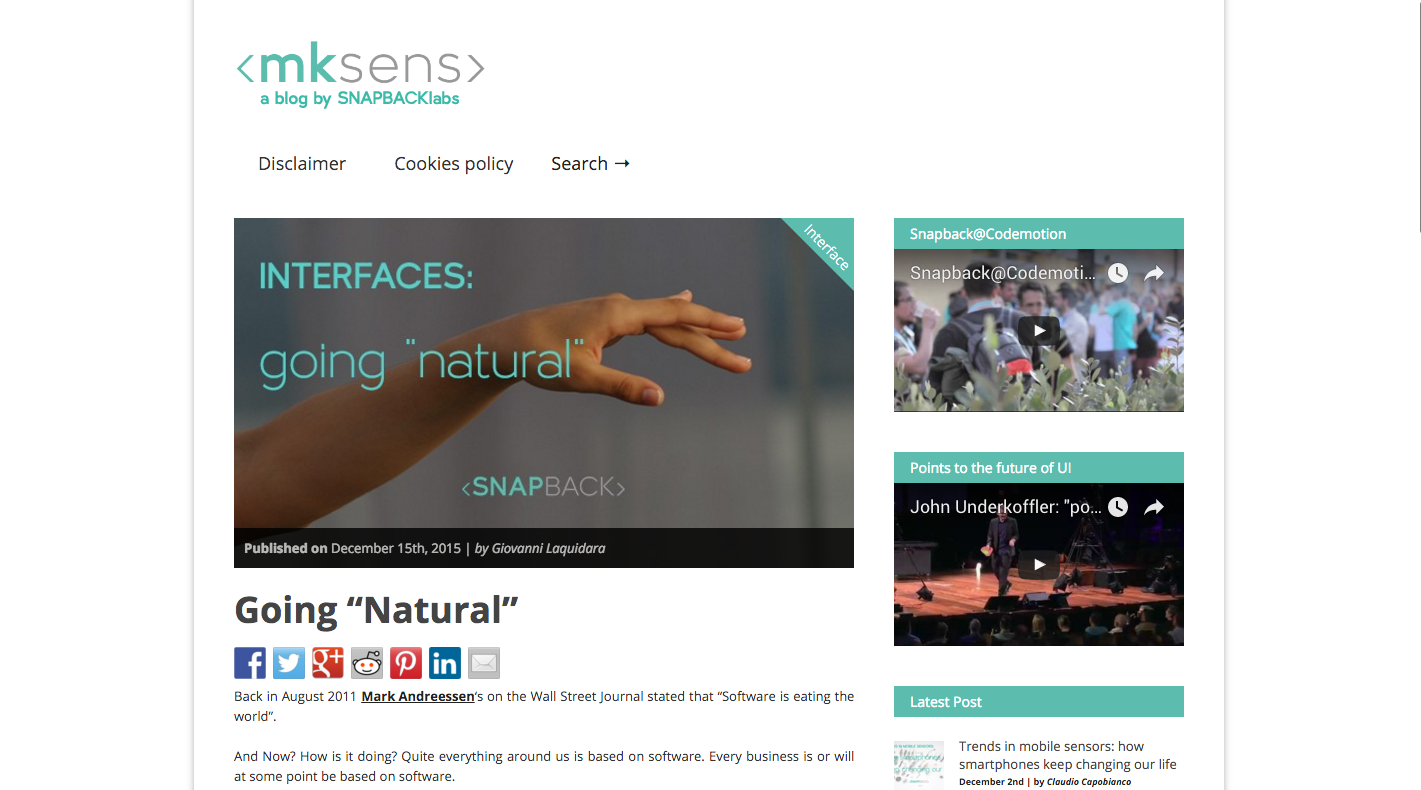 <mksens>
a blog by SNAPBACKlabs
Disclaimer
Cookies policy
Search →
INTERFACES:
going "natural"
Interface
<SNAPBACK>
Published on December 15th, 2015 | by Giovanni Laquidara
Going “Natural”
Back in August 2011 Mark Andreessen‘s on the Wall Street Journal stated that “Software is eating the
world“.
And Now? How is it doing? Quite everything around us is based on software. Every business is or will
at some point be based on software.
Snapback@Codemotion
Snapback@Codemoti...
Points to the future of UI
John Underkoffler: "po...
Latest Post
Trends in mobile sensors: how
smartphones keep changing our life
December 2nd | by Claudio Capobianco